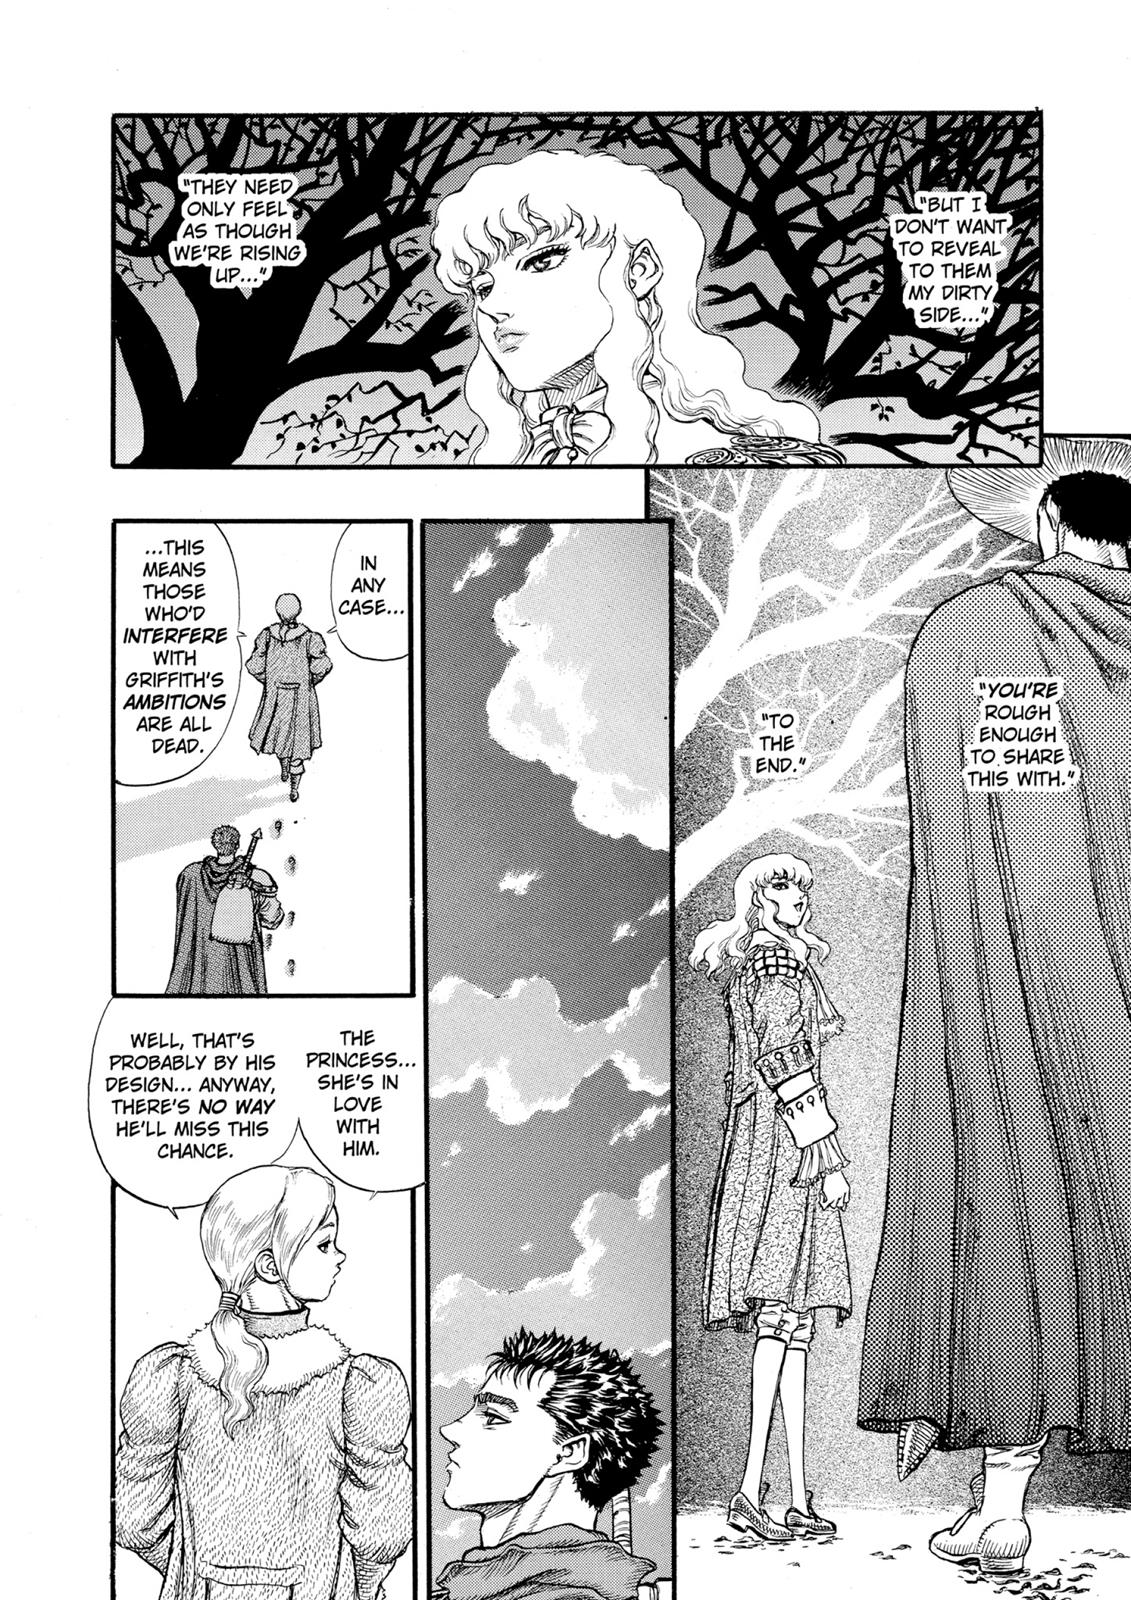 "BUT I
DON'T WANT
TO REVEAL
TO THEM
MY DIRTY
SIDE..."
"THEY NEED
ONLY FEEL
AS THOUGH
WE'RE RISING
UP..."
"YOU'RE
ROUGH
ENOUGH
TO SHARE
THIS WITH."
"TO
THE
END."
IN
ANY
CASE...
...THIS
MEANS
THOSE
WHO'D
INTERFERE
WITH
GRIFFITH'S
AMBITIONS
ARE ALL
DEAD.
THE
PRINCESS...
SHE'S IN
LOVE
WITH
HIM.
WELL, THAT'S
PROBABLY BY HIS
DESIGN... ANYWAY,
THERE'S NO WAY
HE'LL MISS THIS
CHANCE.